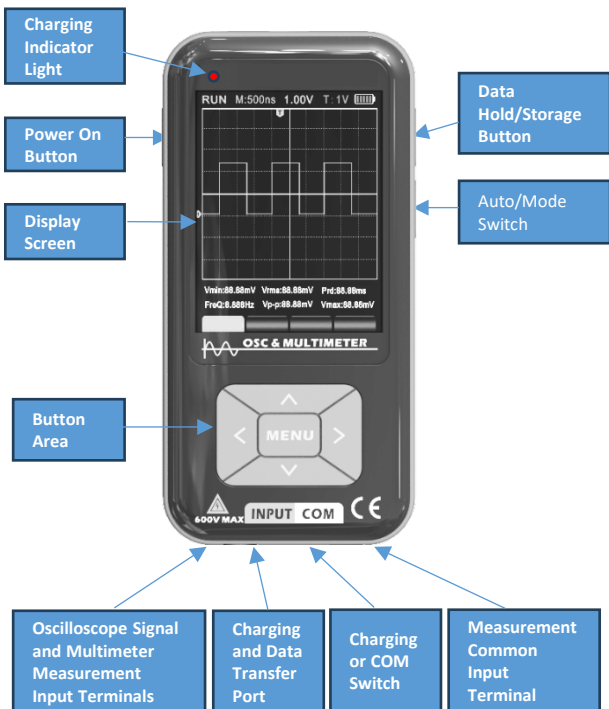 Charging
Indicator
Light
Power On
Button
Display
Screen
Button
Area
RUN M:500ns 1.00V T:1V
T
Vmin:88.88mV Vrms:88.88mV Prd:88.88ms
FreQ:8.888Hz Vp-p:88.88mV Vmax:88.88mV
OSC & MULTIMETER
MENU
600V MAX INPUT COM CE
Data
Hold/Storage
Button
Auto/Mode
Switch
Oscilloscope Signal
and Multimeter
Measurement
Input Terminals
Charging
and Data
Transfer
Port
Charging
or COM
Switch
Measurement
Common
Input
Terminal